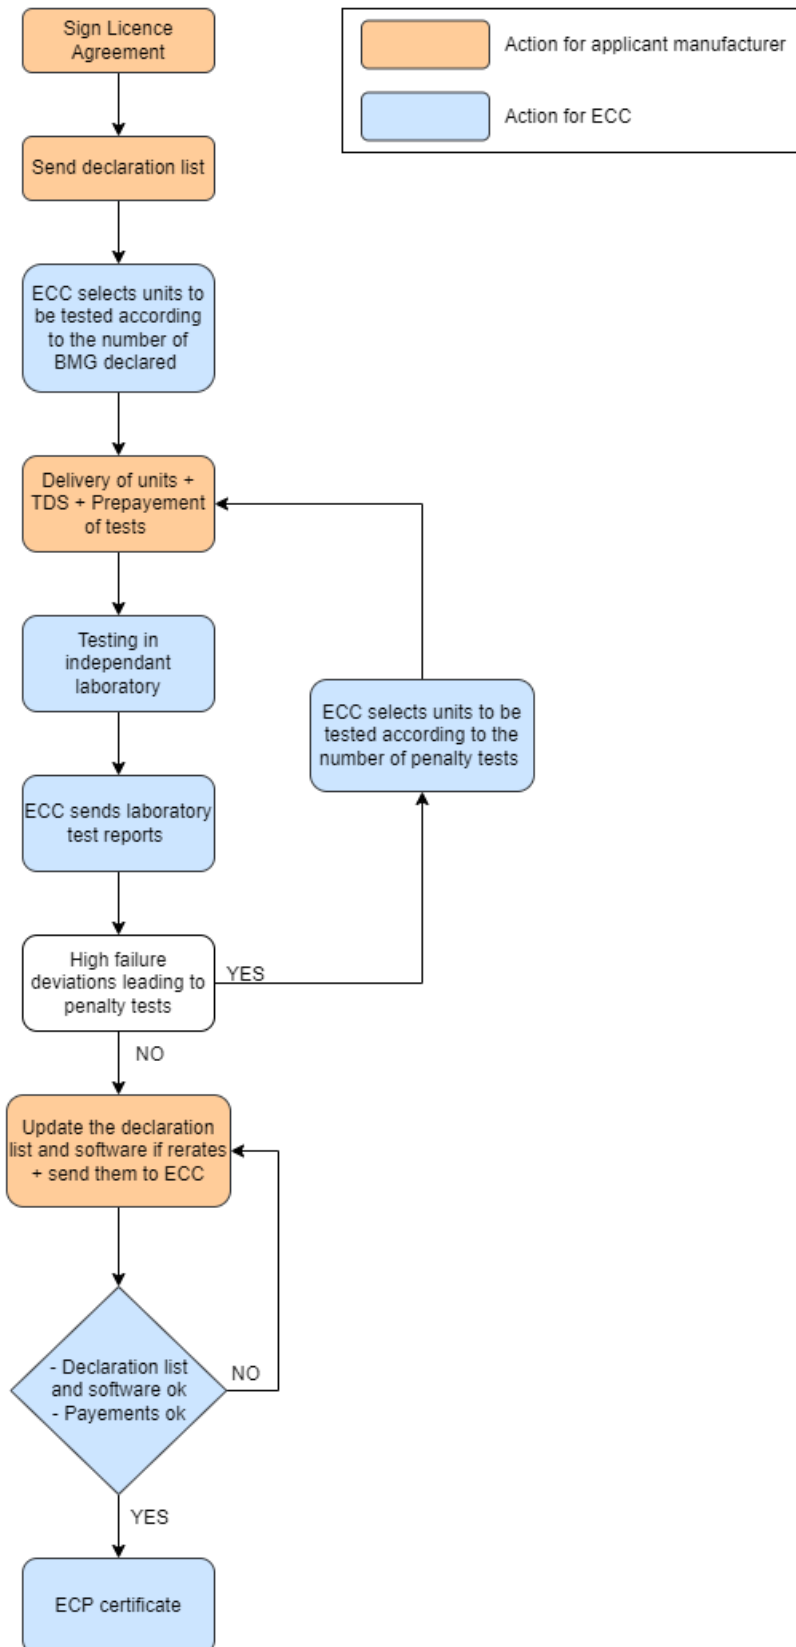 Sign Licence
Agreement
Action for applicant manufacturer
Action for ECC
Send declaration list
ECC selects units to
be tested according
to the number of
BMG declared
Delivery of units +
TDS + Prepayement
of tests
Testing in
independant
laboratory
ECC selects units to be
tested according to the
number of penalty tests
ECC sends laboratory
test reports
High failure
deviations leading to
penalty tests
YES
NO
Update the declaration
list and software if rerates
+ send them to ECC
- Declaration list
and software ok
- Payements ok
NO
YES
ECP certificate